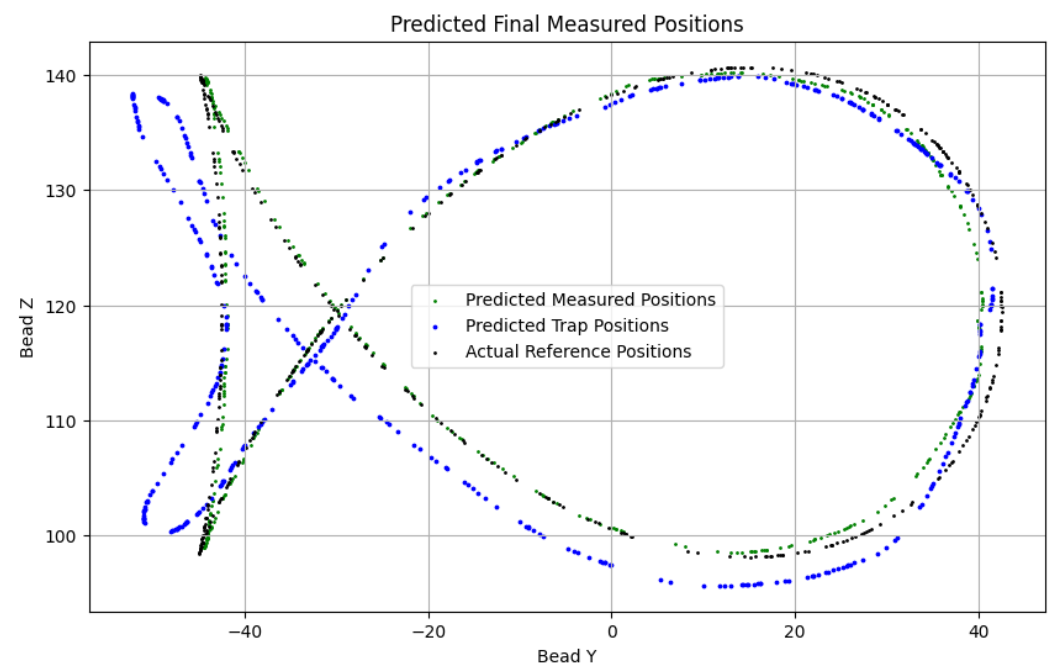 Predicted Final Measured Positions
140
130
120
110
100
Bead Z
Predicted Measured Positions
Predicted Trap Positions
Actual Reference Positions
−40
−20
0
20
40
Bead Y